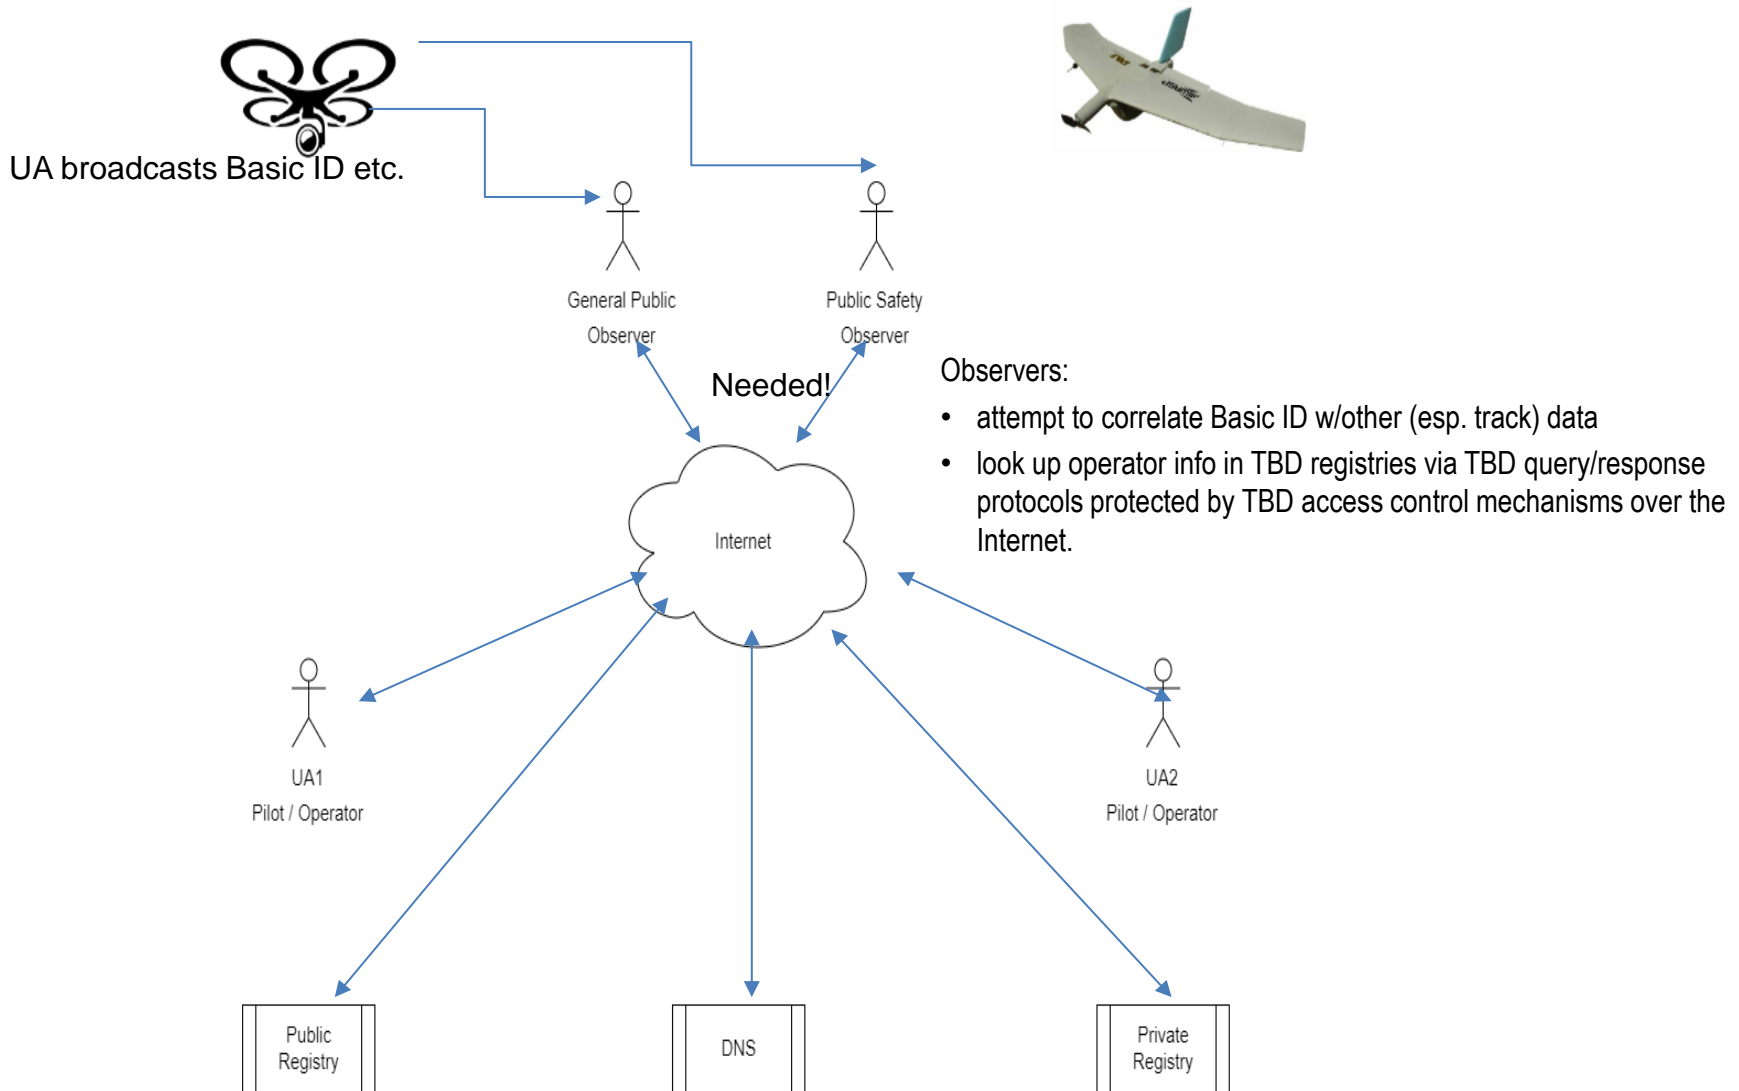 UA broadcasts Basic ID etc.
General Public
Observer
Public Safety
Observer
Needed!
Observers:
• attempt to correlate Basic ID w/other (esp. track) data
• look up operator info in TBD registries via TBD query/response
protocols protected by TBD access control mechanisms over the
Internet.
Internet
UA1
Pilot / Operator
UA2
Pilot / Operator
Public
Registry
DNS
Private
Registry